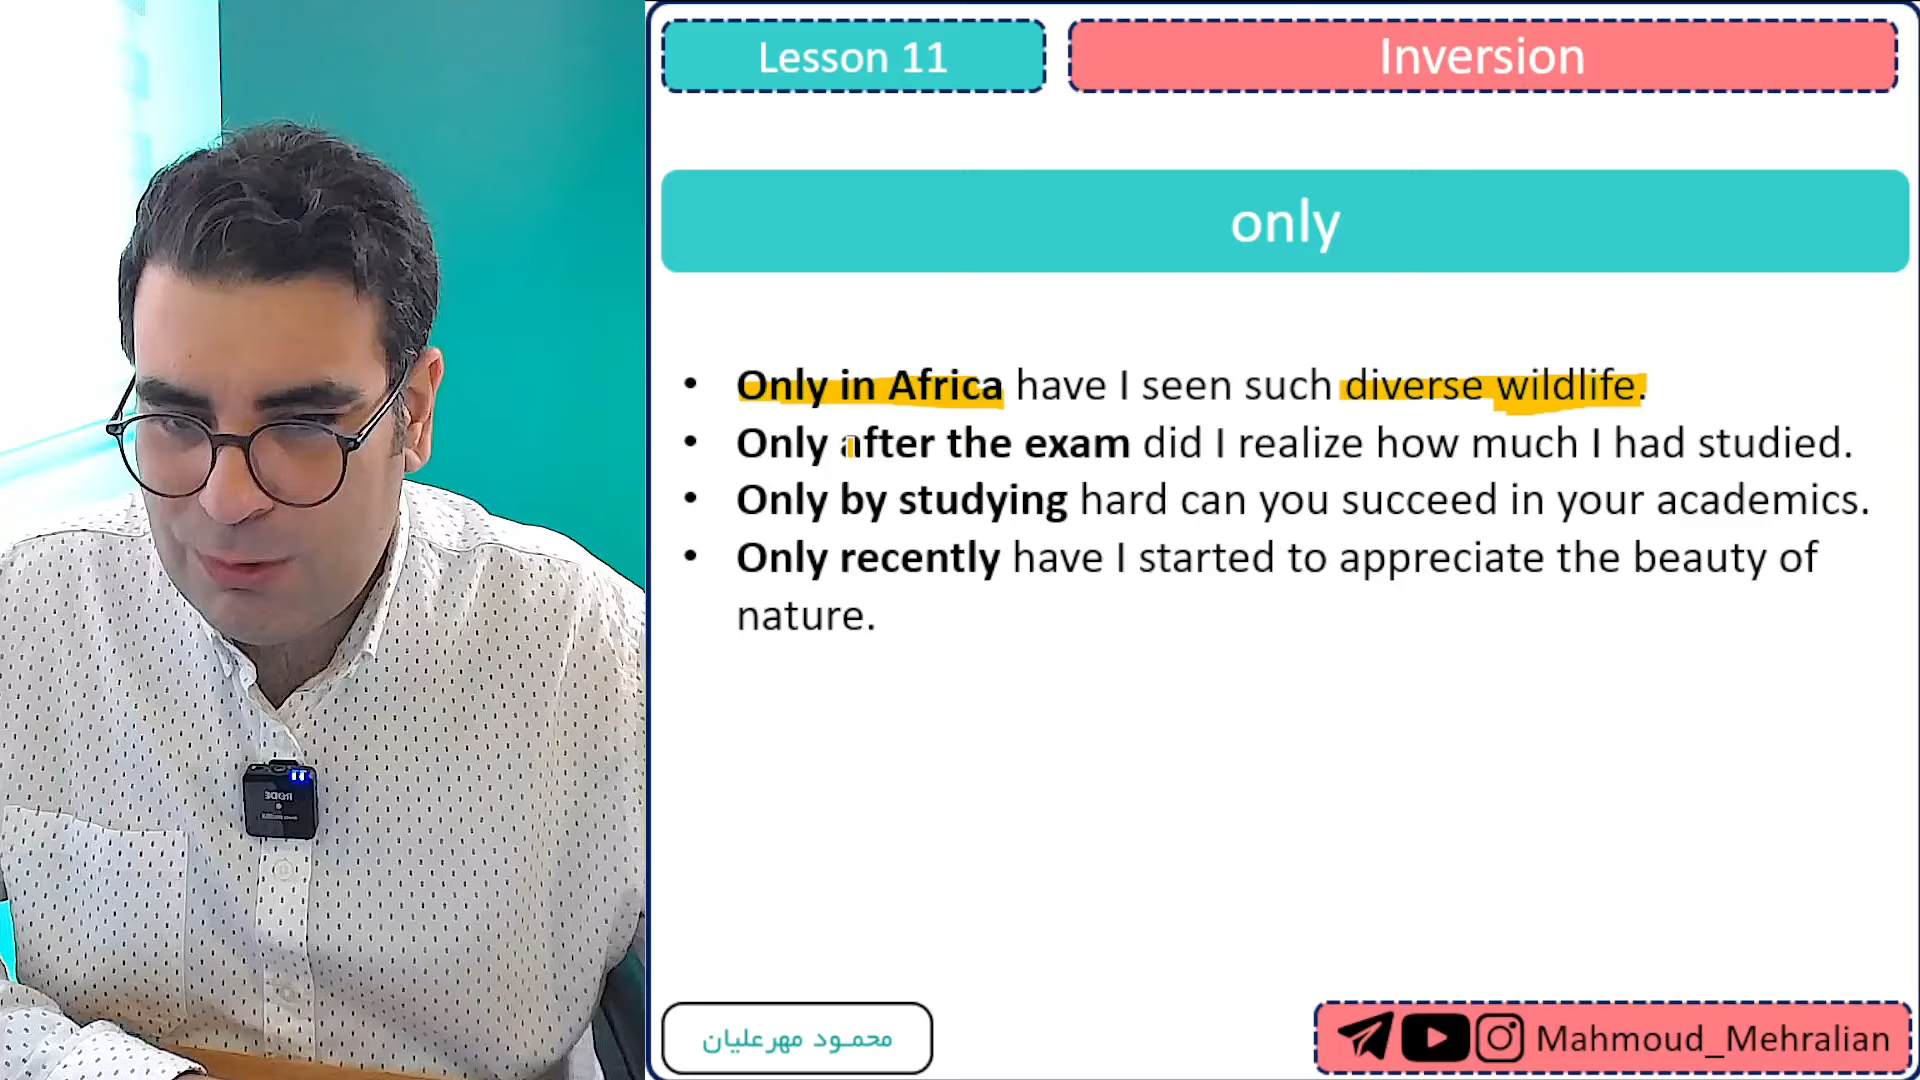 Lesson 11
Inversion
only
• Only in Africa have I seen such diverse wildlife.
• Only after the exam did I realize how much I had studied.
• Only by studying hard can you succeed in your academics.
• Only recently have I started to appreciate the beauty of
nature.
RODE
محمـود مهرعلیان
Mahmoud_Mehralian